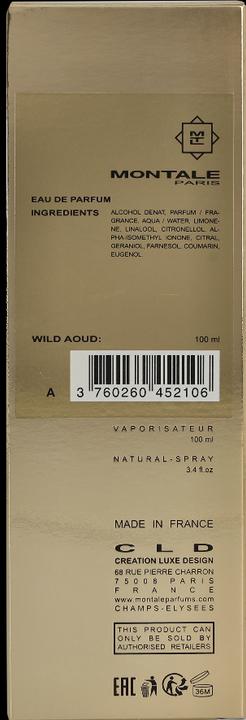 MONTALE
PARIS
EAU DE PARFUM
INGREDIENTS ALCOHOL DENAT, PARFUM / FRA-
GRANCE, AQUA / WATER, LIMONE-
NE, LINALOOL, CITRONELLOL, AL-
PHA-ISOMETHYL IONONE, CITRAL,
GERANIOL, FARNESOL, COUMARIN,
EUGENOL.
WILD AOUD: 100 ml
A 3 760260 452106
VAPORISATEUR
100 ml
NATURAL-SPRAY
3.4 fl.oz
MADE IN FRANCE
CLD
CREATION LUXE DESIGN
68 RUE PIERRE CHARRON
75008 PARIS
FRANCE
www.montaleparfums.com
CHAMPS-ELYSEES
THIS PRODUCT CAN
ONLY BE SOLD BY
AUTHORISED RETAILERS
EAC 36M